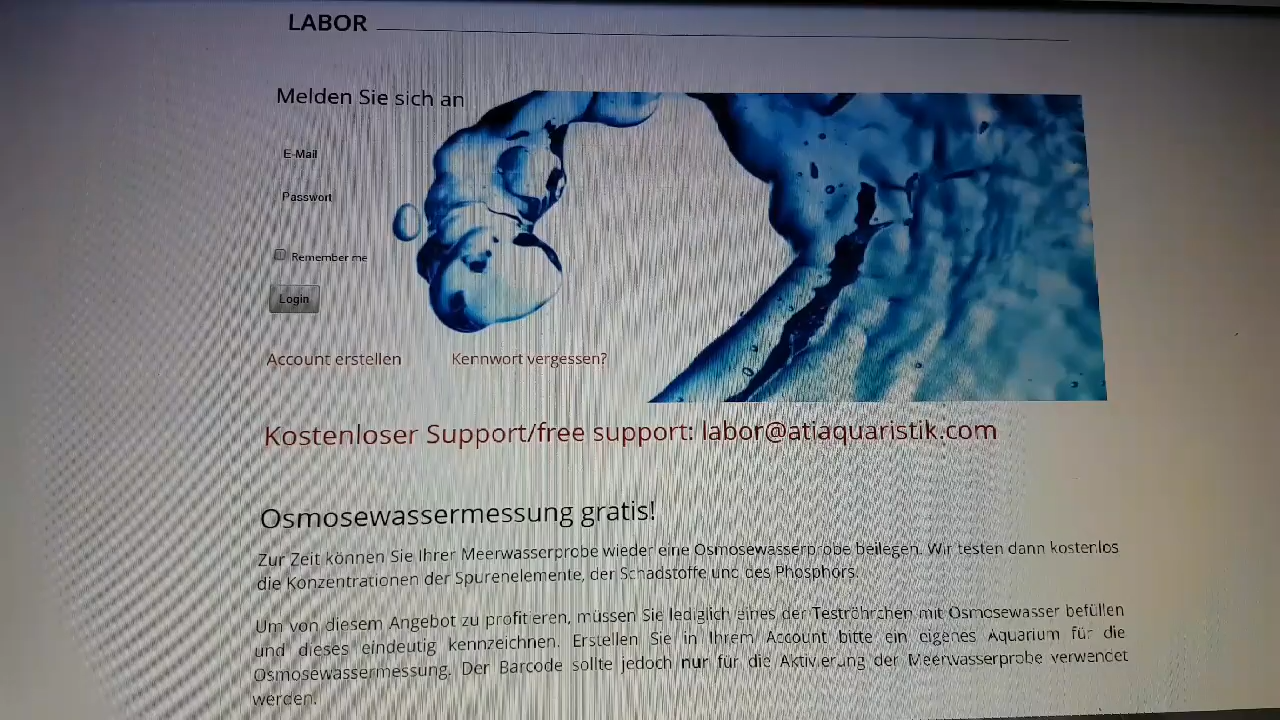 LABOR
Melden Sie sich an
E-Mail
Passwort
Remember me
Login
Account erstellen Kennwort vergessen?
Kostenloser Support/free support: labor@atiaquaristik.com
Osmosewassermessung gratis!
Zur Zeit können Sie Ihrer Meerwasserprobe wieder eine Osmosewasserprobe beilegen. Wir testen dann kostenlos
die Konzentrationen der Spurenelemente, der Schadstoffe und des Phosphors.
Um von diesem Angebot zu profitieren, müssen Sie lediglich eines der Teströhrchen mit Osmosewasser befüllen
und dieses eindeutig kennzeichnen. Erstellen Sie in Ihrem Account bitte ein eigenes Aquarium für die
Osmosewassermessung. Der Barcode sollte jedoch nur für die Aktivierung der Meerwasserprobe verwendet
werden.